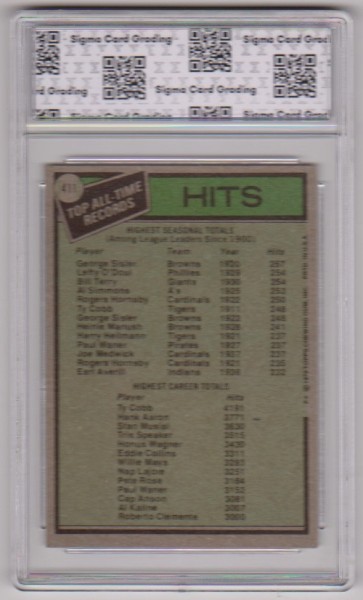 Sigma Card Grading
Card Grading
Sigma Card Grading
411
TOP ALL-TIME
RECORDS
HITS
HIGHEST SEASONAL TOTALS
(Among League Leaders Since 1900)
Player Team Year Hits
George Sisler Browns 1920 257
Lefty O'Doul Phillies 1929 254
Bill Terry Giants 1930 254
Al Simmons A's 1925 253
Rogers Hornsby Cardinals 1922 250
Ty Cobb Tigers 1911 248
George Sisler Browns 1922 246
Heinie Manush Browns 1928 241
Harry Heilmann Tigers 1921 237
Paul Waner Pirates 1927 237
Joe Medwick Cardinals 1937 237
Rogers Hornsby Cardinals 1921 235
Earl Averill Indians 1936 232
HIGHEST CAREER TOTALS
Player Hits
Ty Cobb 4191
Hank Aaron 3771
Stan Musial 3630
Tris Speaker 3515
Honus Wagner 3430
Eddie Collins 3311
Willie Mays 3283
Nap Lajoie 3251
Pete Rose 3164
Paul Waner 3152
Cap Anson 3081
Al Kaline 3007
Roberto Clemente 3000